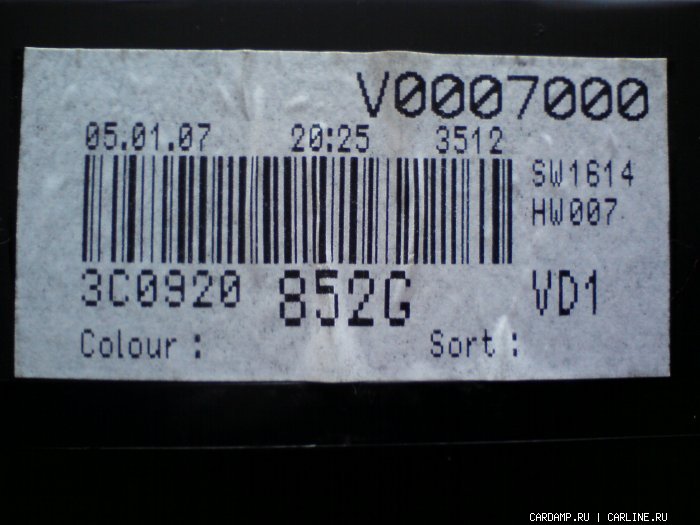 V0007000
05.01.07 20:25 3512
SW1614
HW007
3C0920 852G VD1
Colour : Sort :
CARDAMP.RU | CARLINE.RU